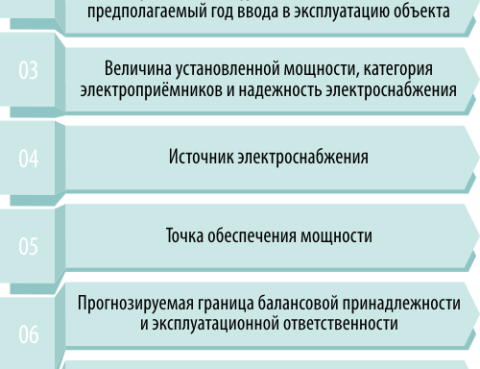 предполагаемый год ввода в эксплуатацию объекта
03
Величина установленной мощности, категория
электроприёмников и надежность электроснабжения
04
Источник электроснабжения
05
Точка обеспечения мощности
06
Прогнозируемая граница балансовой принадлежности
и эксплуатационной ответственности